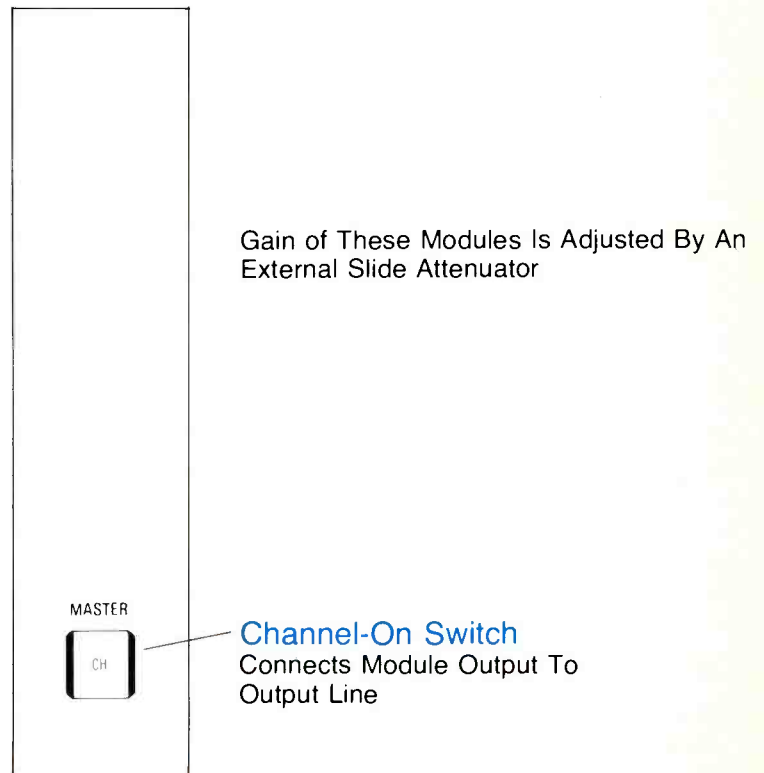 Gain of These Modules Is Adjusted By An
External Slide Attenuator
MASTER
CH
Channel-On Switch
Connects Module Output To
Output Line